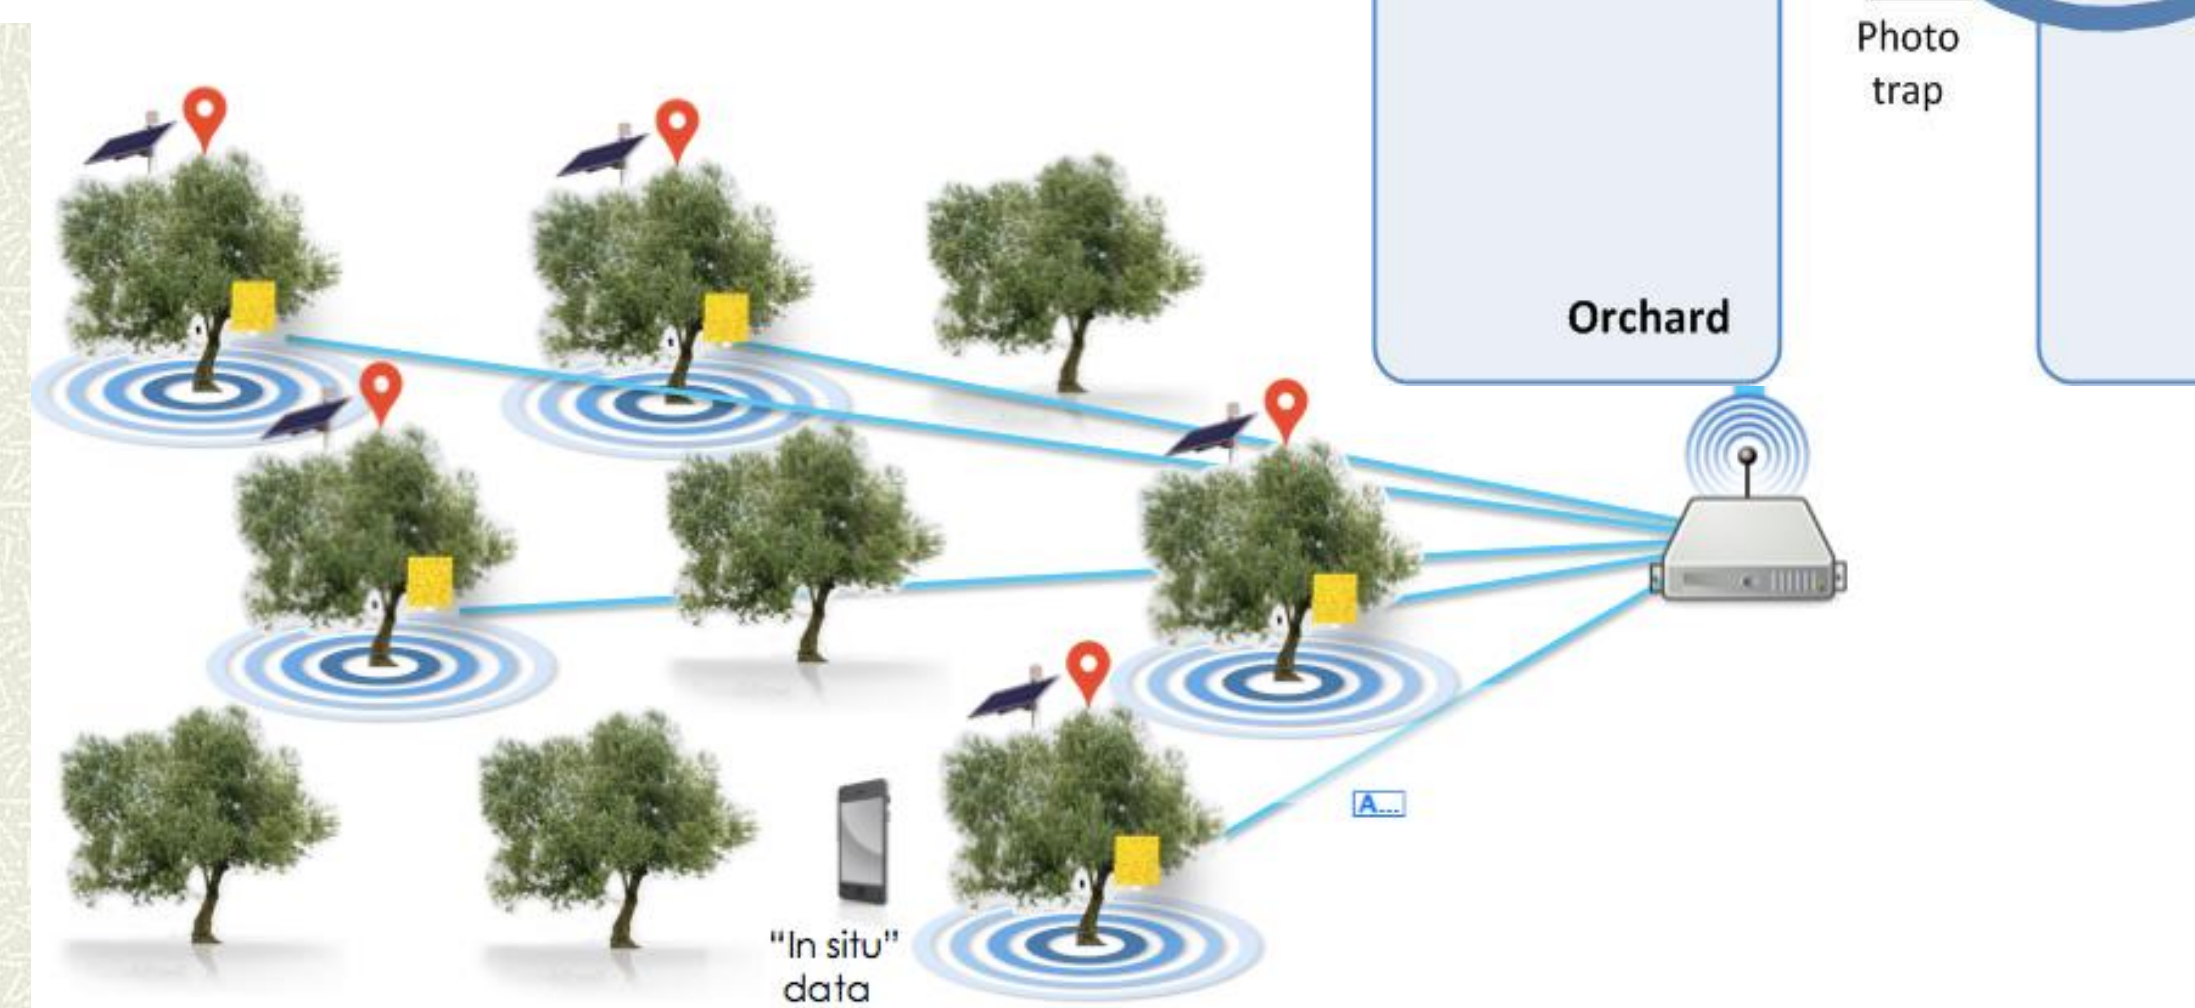 Photo
trap
Orchard
A...
“In situ”
data